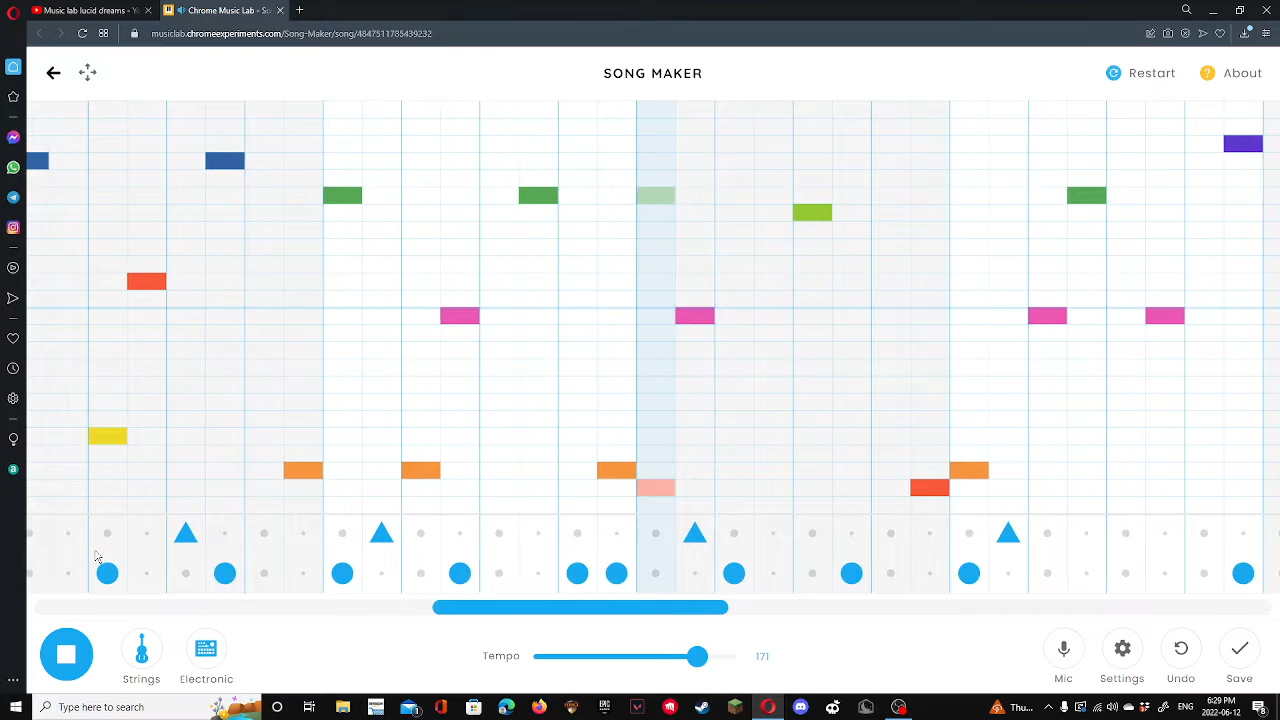 Music lab lucid dreams - Yo
Chrome Music Lab - So
musiclab.chromeexperiments.com/Song-Maker/song/4847511785439232
SONG MAKER
Restart
About
Tempo
171
Strings
Electronic
Mic
Settings
Undo
Save
Type here to search
Thu...
6:29 PM
2022-06-12